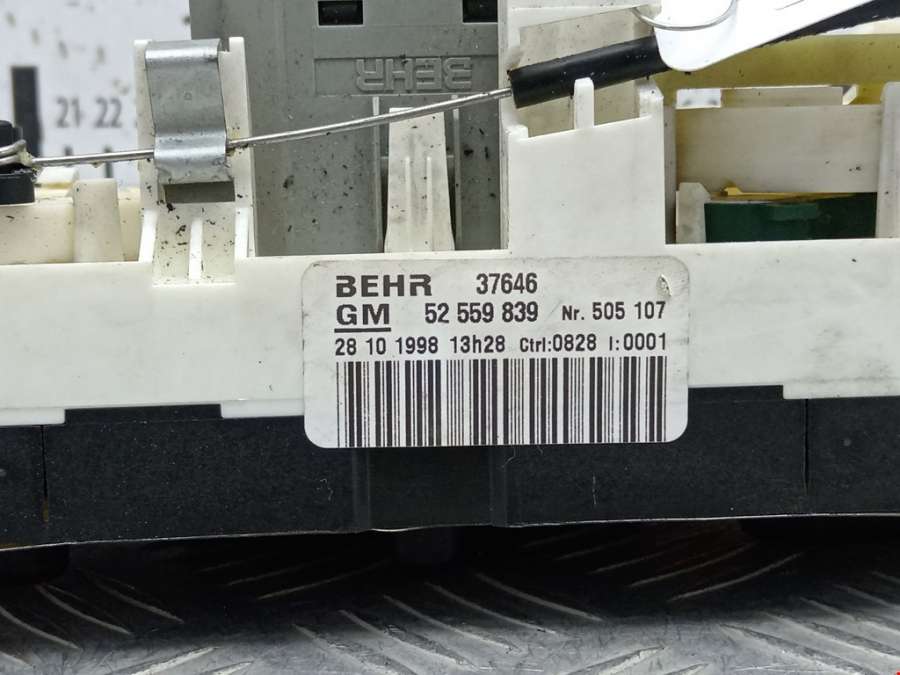 BEHR
21 22
BEHR 37646
GM 52 559 839 Nr. 505 107
28 10 1998 13h28 Ctrl:0828 I:0001